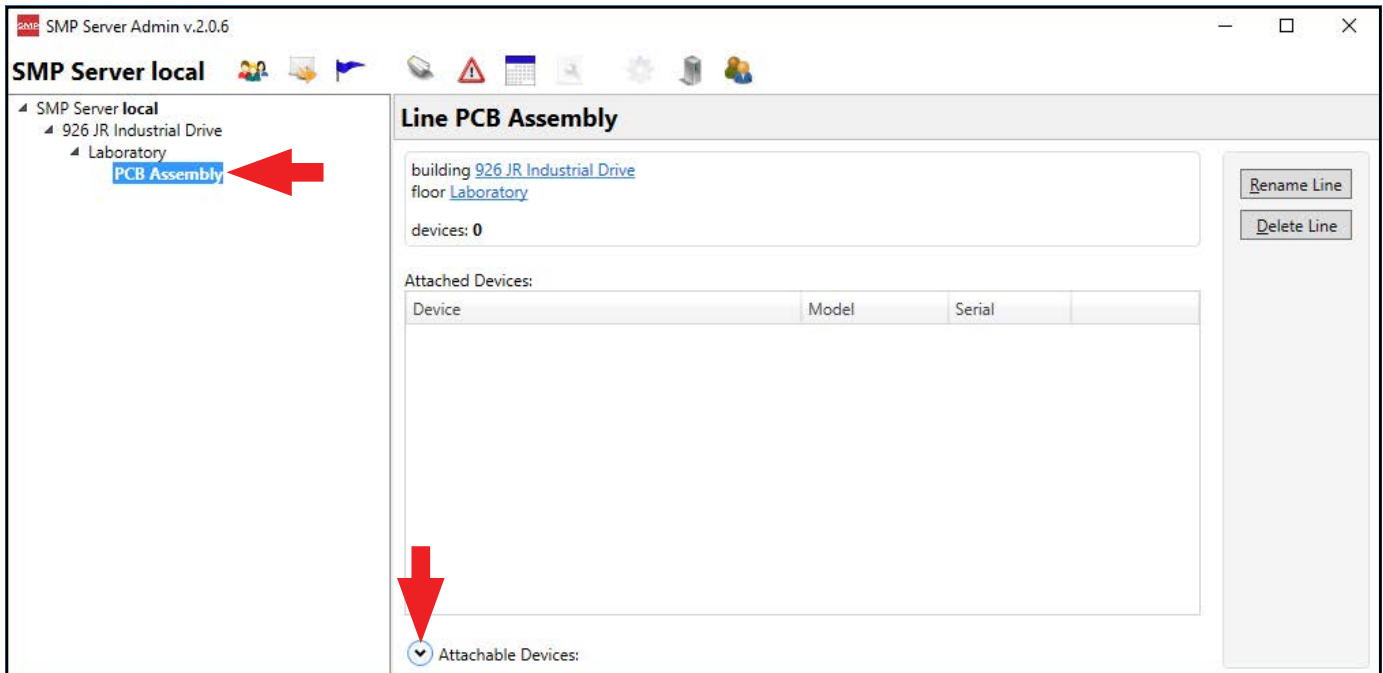 SMP SMP Server Admin v.2.0.6
SMP Server local
SMP Server local
926 JR Industrial Drive
Laboratory
PCB Assembly
Line PCB Assembly
building 926 JR Industrial Drive
floor Laboratory
devices: 0
Rename Line
Delete Line
Attached Devices:
Device Model Serial
Attachable Devices: